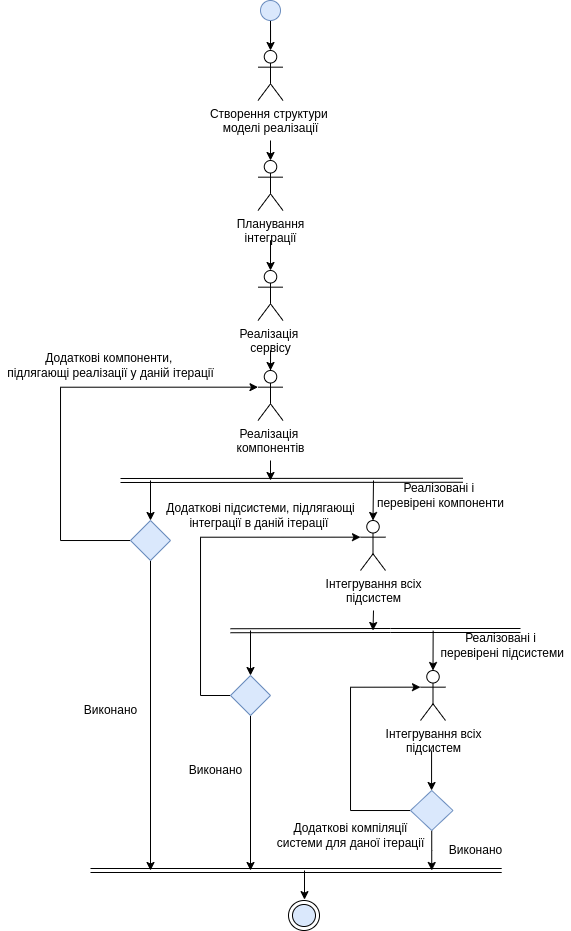 Створення структури
моделі реалізації
Планування
інтеграції
Реалізація
сервісу
Додаткові компоненти,
підлягающі реалізації у даній ітерації
Реалізація
компонентів
Реалізовані і
перевірені компоненти
Додаткові підсистеми, підлягающі
інтеграції в даній ітерації
Інтегрування всіх
підсистем
Реалізовані і
перевірені підсистеми
Виконано
Інтегрування всіх
підсистем
Виконано
Додаткові компіляції
системи для даної ітерації
Виконано